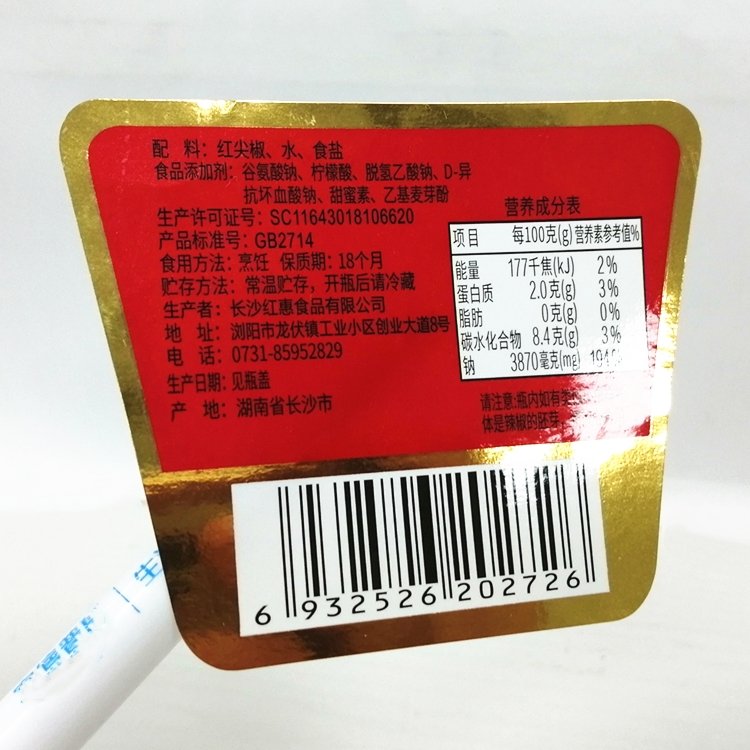 配 料：红尖椒、水、食盐
食品添加剂：谷氨酸钠、柠檬酸、脱氢乙酸钠、D-异
抗坏血酸钠、甜蜜素、乙基麦芽酚
生产许可证号：SC11643018106620
产品标准号：GB2714
食用方法：烹饪 保质期：18个月
贮存方法：常温贮存，开瓶后请冷藏
生产者：长沙红惠食品有限公司
地 址：浏阳市龙伏镇工业小区创业大道8号
电 话：0731-85952829
生产日期：见瓶盖
产 地：湖南省长沙市
营养成分表
项目 每100克(g) 营养素参考值%
能量 177千焦(kJ) 2%
蛋白质 2.0克(g) 3%
脂肪 0克(g) 0%
碳水化合物 8.4克(g) 3%
钠 3870毫克(mg) 194%
请注意:瓶内如有
体是辣椒的胚芽，
6 932526 202726